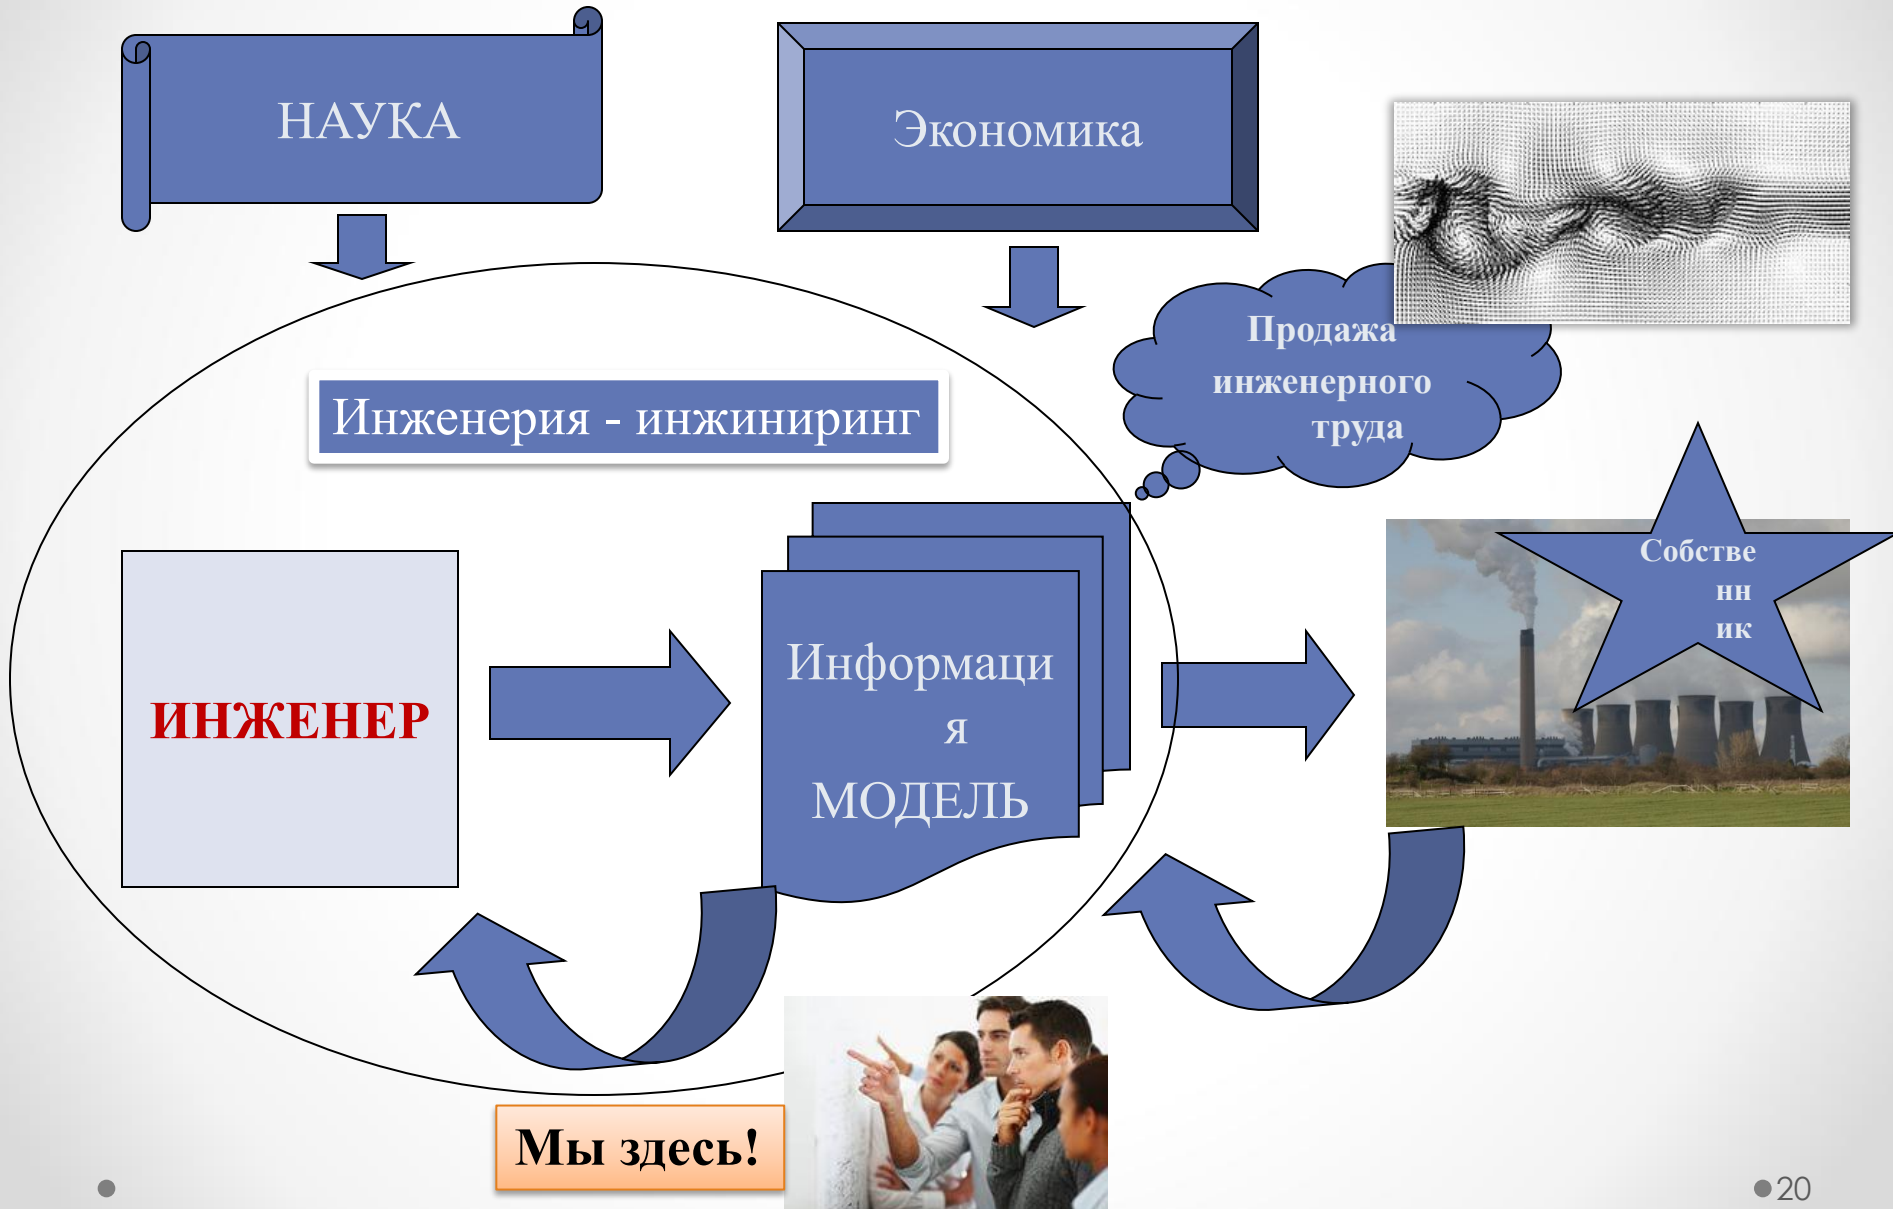 НАУКА
Экономика
Продажа
инженерного
труда
Инженерия - инжиниринг
Собстве
нн
ик
ИНЖЕНЕР
Информаци
я
МОДЕЛЬ
Мы здесь!
20